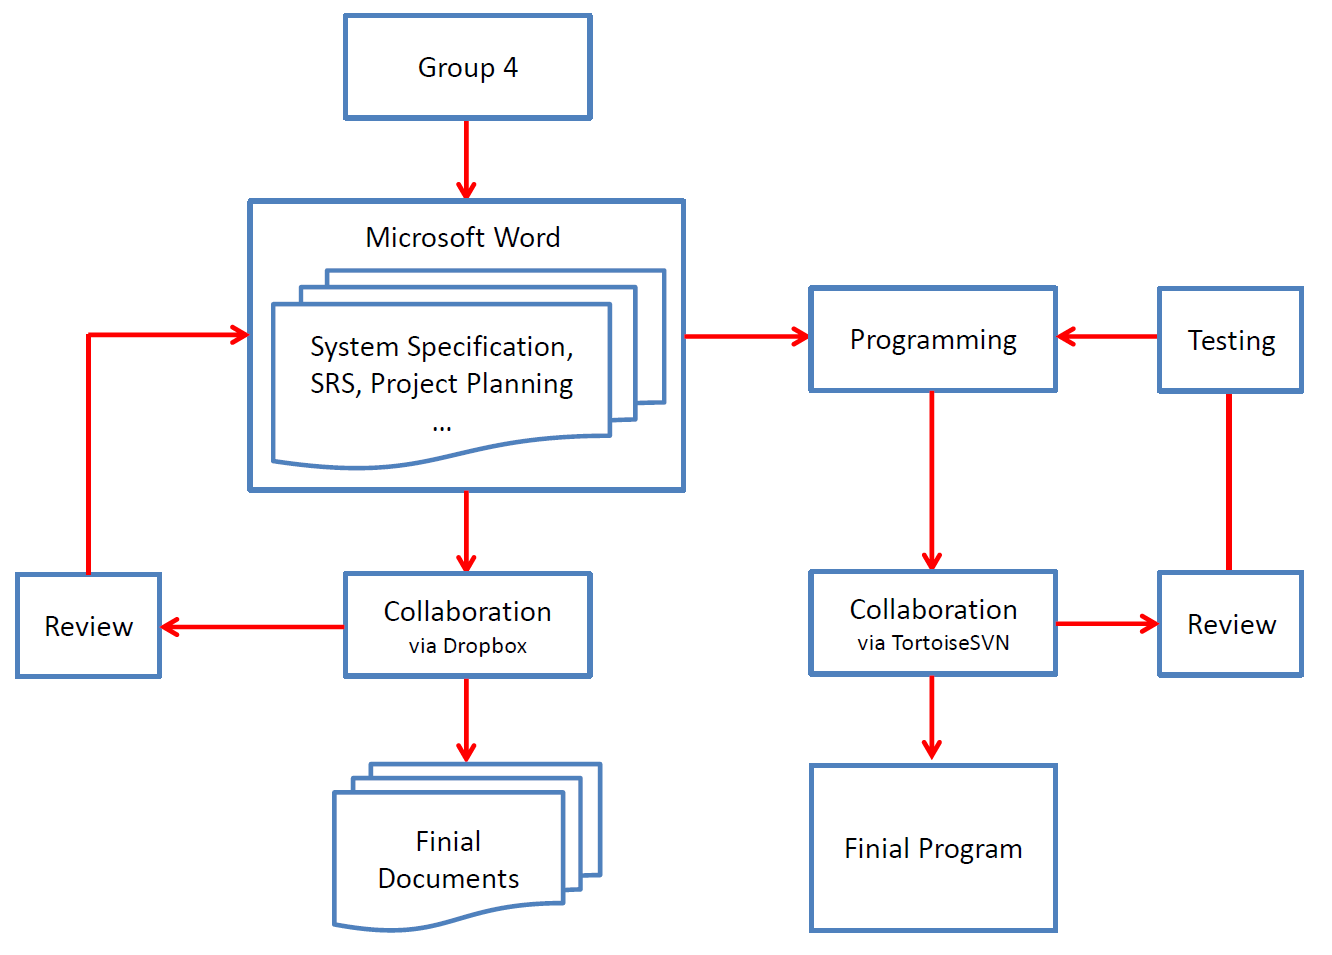 Group 4
Microsoft Word
System Specification,
SRS, Project Planning
...
Programming
Testing
Review
Collaboration
via Dropbox
Collaboration
via TortoiseSVN
Review
Finial
Documents
Finial Program